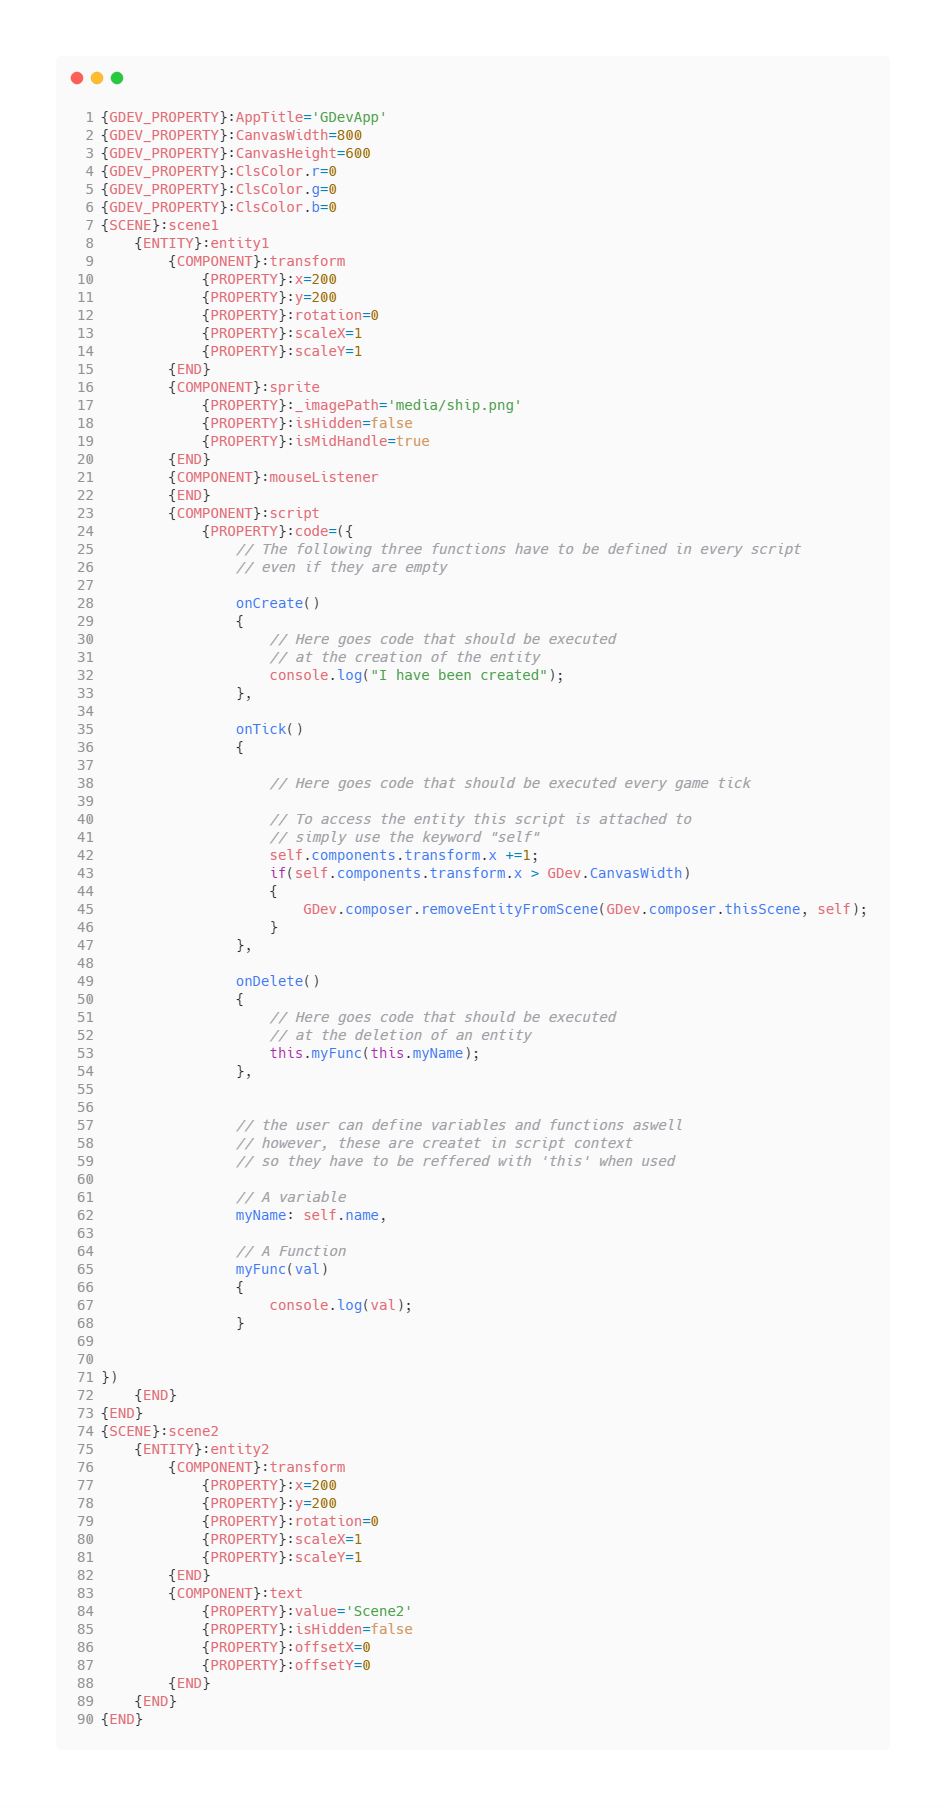 1 {GDEV_PROPERTY}:AppTitle='GDevApp'
2 {GDEV_PROPERTY}:CanvasWidth=800
3 {GDEV_PROPERTY}:CanvasHeight=600
4 {GDEV_PROPERTY}:ClsColor.r=0
5 {GDEV_PROPERTY}:ClsColor.g=0
6 {GDEV_PROPERTY}:ClsColor.b=0
7 {SCENE}:scene1
8     {ENTITY}:entity1
9         {COMPONENT}:transform
10             {PROPERTY}:x=200
11             {PROPERTY}:y=200
12             {PROPERTY}:rotation=0
13             {PROPERTY}:scaleX=1
14             {PROPERTY}:scaleY=1
15         {END}
16         {COMPONENT}:sprite
17             {PROPERTY}:_imagePath='media/ship.png'
18             {PROPERTY}:isHidden=false
19             {PROPERTY}:isMidHandle=true
20         {END}
21         {COMPONENT}:mouseListener
22         {END}
23         {COMPONENT}:script
24             {PROPERTY}:code=({
25                 // The following three functions have to be defined in every script
26                 // even if they are empty
27
28                 onCreate()
29                 {
30                     // Here goes code that should be executed
31                     // at the creation of the entity
32                     console.log("I have been created");
33                 },
34
35                 onTick()
36                 {
37
38                     // Here goes code that should be executed every game tick
39
40                     // To access the entity this script is attached to
41                     // simply use the keyword "self"
42                     self.components.transform.x +=1;
43                     if(self.components.transform.x > GDev.CanvasWidth)
44                     {
45                         GDev.composer.removeEntityFromScene(GDev.composer.thisScene, self);
46                     }
47                 },
48
49                 onDelete()
50                 {
51                     // Here goes code that should be executed
52                     // at the deletion of an entity
53                     this.myFunc(this.myName);
54                 },
55
56
57                 // the user can define variables and functions aswell
58                 // however, these are createt in script context
59                 // so they have to be reffered with 'this' when used
60
61                 // A variable
62                 myName: self.name,
63
64                 // A Function
65                 myFunc(val)
66                 {
67                     console.log(val);
68                 }
69
70
71 })
72     {END}
73 {END}
74 {SCENE}:scene2
75     {ENTITY}:entity2
76         {COMPONENT}:transform
77             {PROPERTY}:x=200
78             {PROPERTY}:y=200
79             {PROPERTY}:rotation=0
80             {PROPERTY}:scaleX=1
81             {PROPERTY}:scaleY=1
82         {END}
83         {COMPONENT}:text
84             {PROPERTY}:value='Scene2'
85             {PROPERTY}:isHidden=false
86             {PROPERTY}:offsetX=0
87             {PROPERTY}:offsetY=0
88         {END}
89     {END}
90 {END}